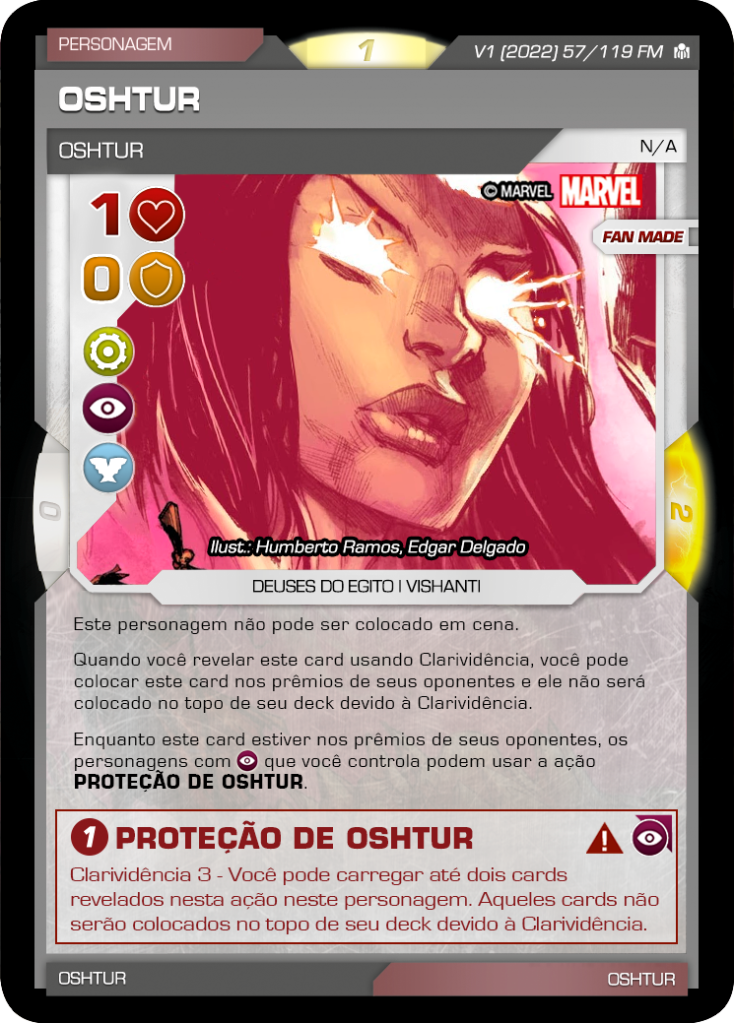 PERSONAGEM
1
V1 (2022) 57/119 FM
OSHTUR
OSHTUR
N/A
© MARVEL MARVEL
1
FAN MADE
0
0
2
Ilust.: Humberto Ramos, Edgar Delgado
DEUSES DO EGITO | VISHANTI
Este personagem não pode ser colocado em cena.
Quando você revelar este card usando Clarividência, você pode
colocar este card nos prêmios de seus oponentes e ele não será
colocado no topo de seu deck devido à Clarividência.
Enquanto este card estiver nos prêmios de seus oponentes, os
personagens com que você controla podem usar a ação
PROTEÇÃO DE OSHTUR.
1 PROTEÇÃO DE OSHTUR
Clarividência 3 - Você pode carregar até dois cards
revelados nesta ação neste personagem. Aqueles cards não
serão colocados no topo de seu deck devido à Clarividência.
OSHTUR
OSHTUR